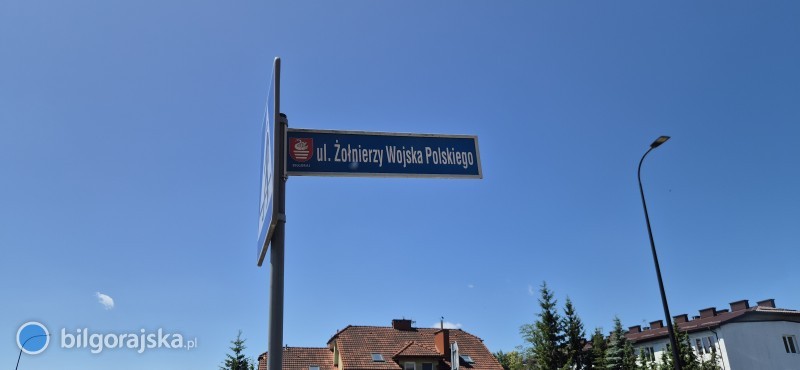 ul. Żołnierzy Wojska Polskiego
bilgorajska.pl